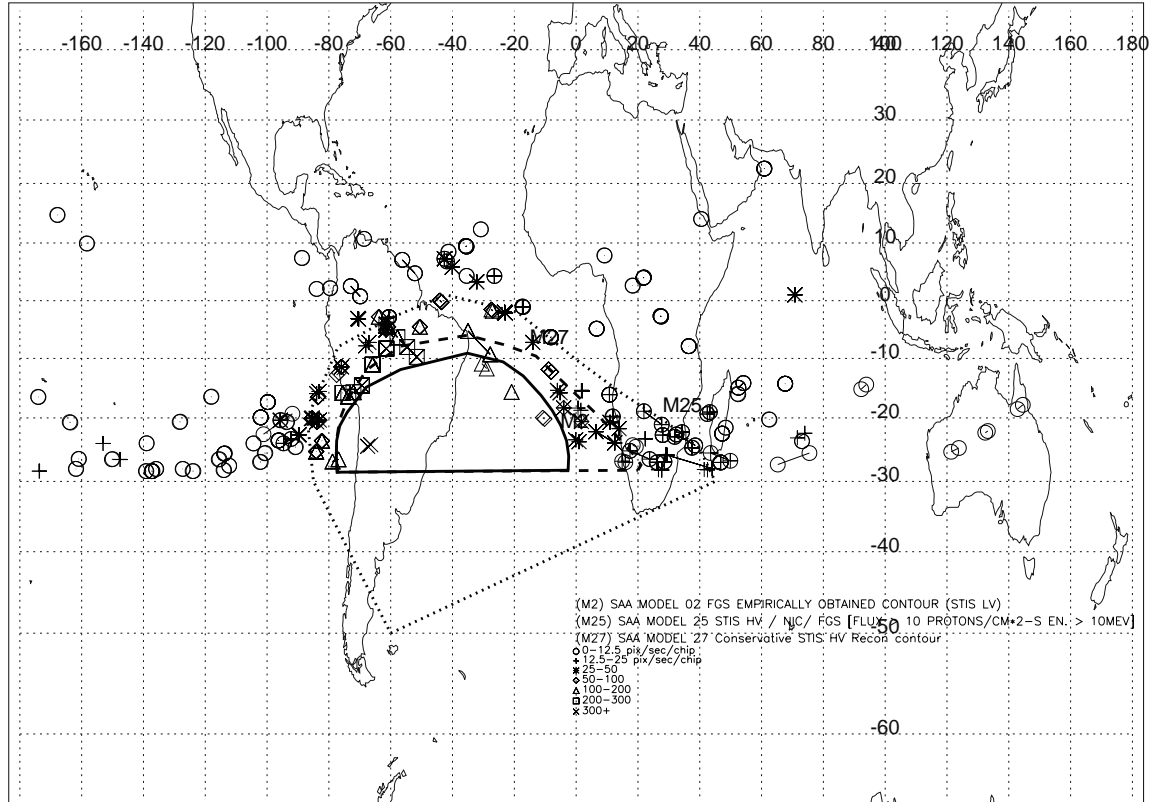 -160 -140 -120 -100 -80 -60 -40 -20 0 20 40 60 80 100 120 140 160 180
40
30
20
10
0
-10
M27
M25
-20
M2
-30
-40
(M2) SAA MODEL 02 FGS EMPIRICALLY OBTAINED CONTOUR (STIS LV)
(M25) SAA MODEL 25 STIS HV / NIC/ FGS [FLUX > 10 PROTONS/CM*2-S EN. > 10MEV]
-50
(M27) SAA MODEL 27 Conservative STIS HV Recon contour
0-12.5 pix/sec/chip
12.5-25 pix/sec/chip
25-50
50-100
100-200
200-300
300+
-60